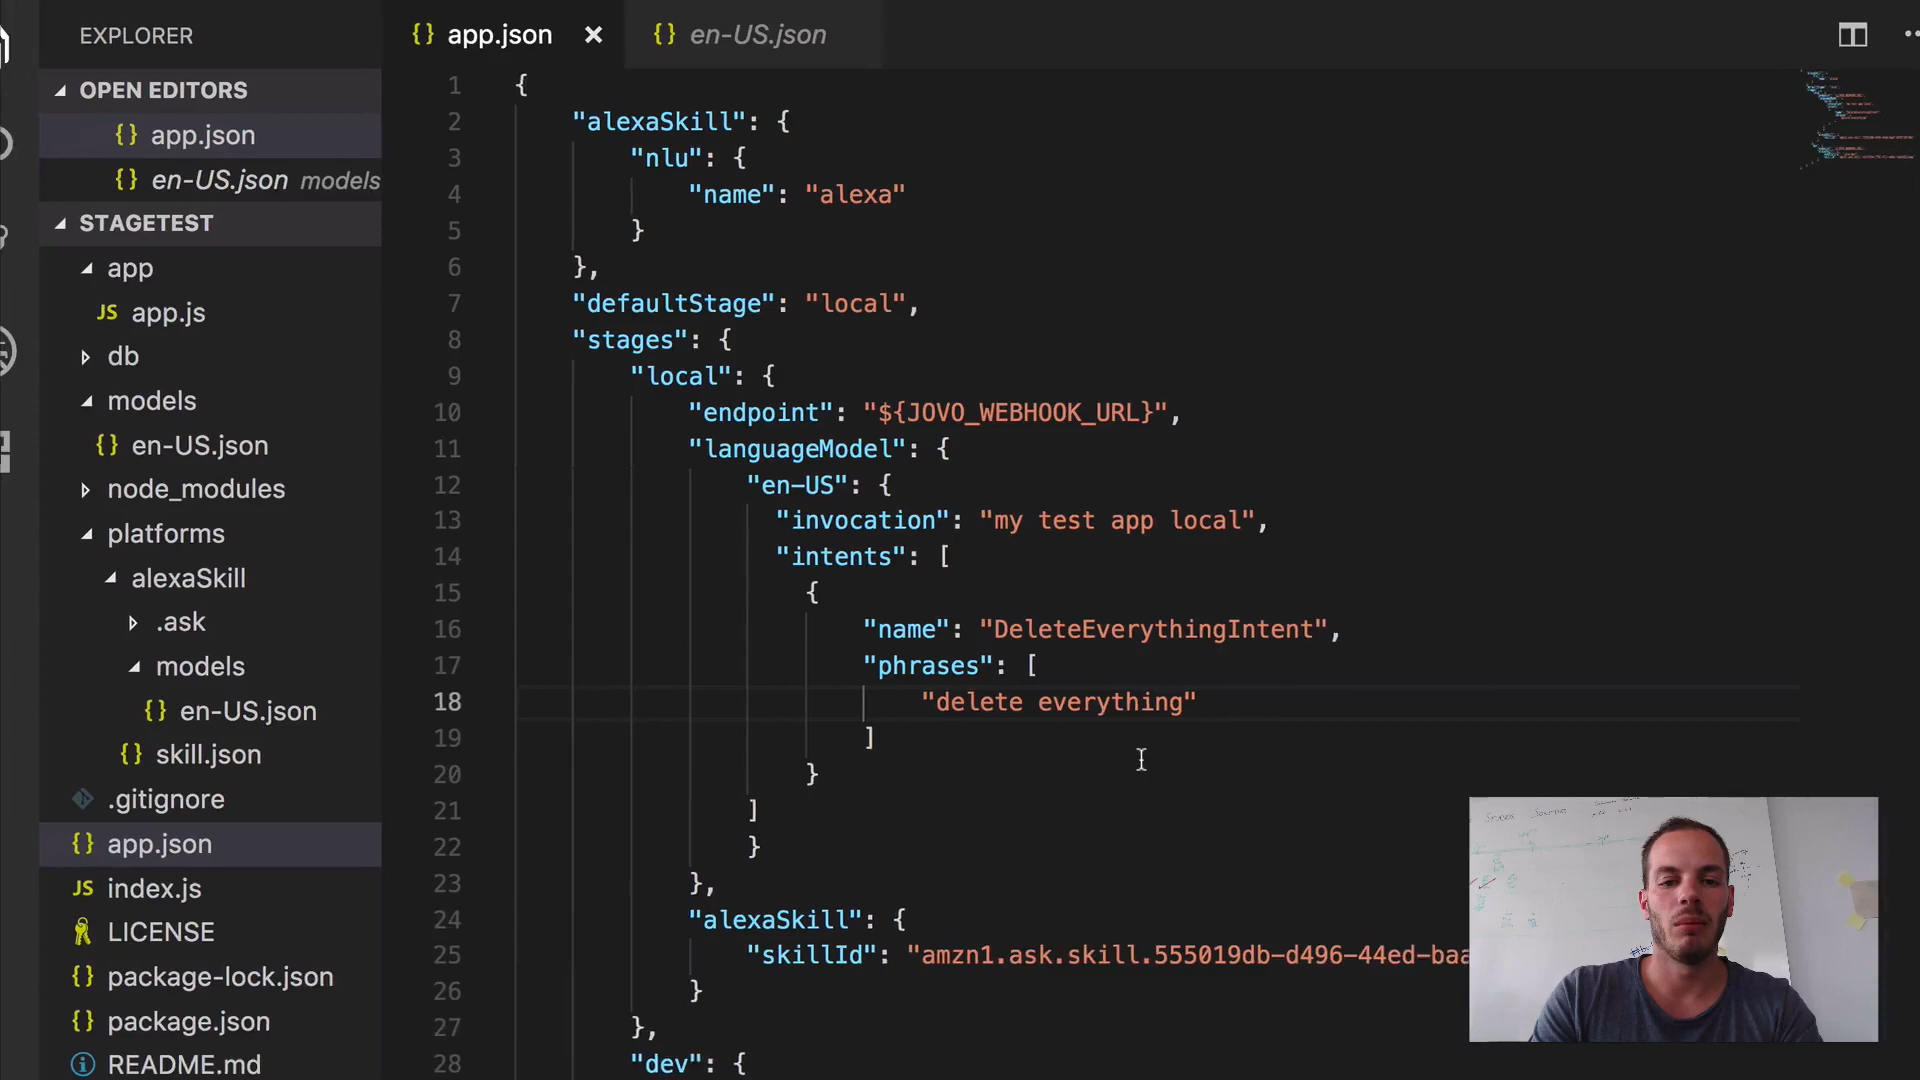 EXPLORER
OPEN EDITORS
app.json
en-US.json models
STAGETEST
app
JS app.js
db
models
{} en-US.json
node_modules
platforms
alexaSkill
.ask
models
{} en-US.json
{} skill.json
.gitignore
{} app.json
JS index.js
LICENSE
{} package-lock.json
{} package.json
README.md
{} app.json ×
{} en-US.json
1 {
2 "alexaSkill": {
3 "nlu": {
4 "name": "alexa"
5 }
6 },
7 "defaultStage": "local",
8 "stages": {
9 "local": {
10 "endpoint": "${JOVO_WEBHOOK_URL}",
11 "languageModel": {
12 "en-US": {
13 "invocation": "my test app local",
14 "intents": [
15 {
16 "name": "DeleteEverythingIntent",
17 "phrases": [
18 "delete everything"
19 ]
20 }
21 ]
22 }
23 },
24 "alexaSkill": {
25 "skillId": "amzn1.ask.skill.555019db-d496-44ed-baa
26 }
27 },
28 "dev": {